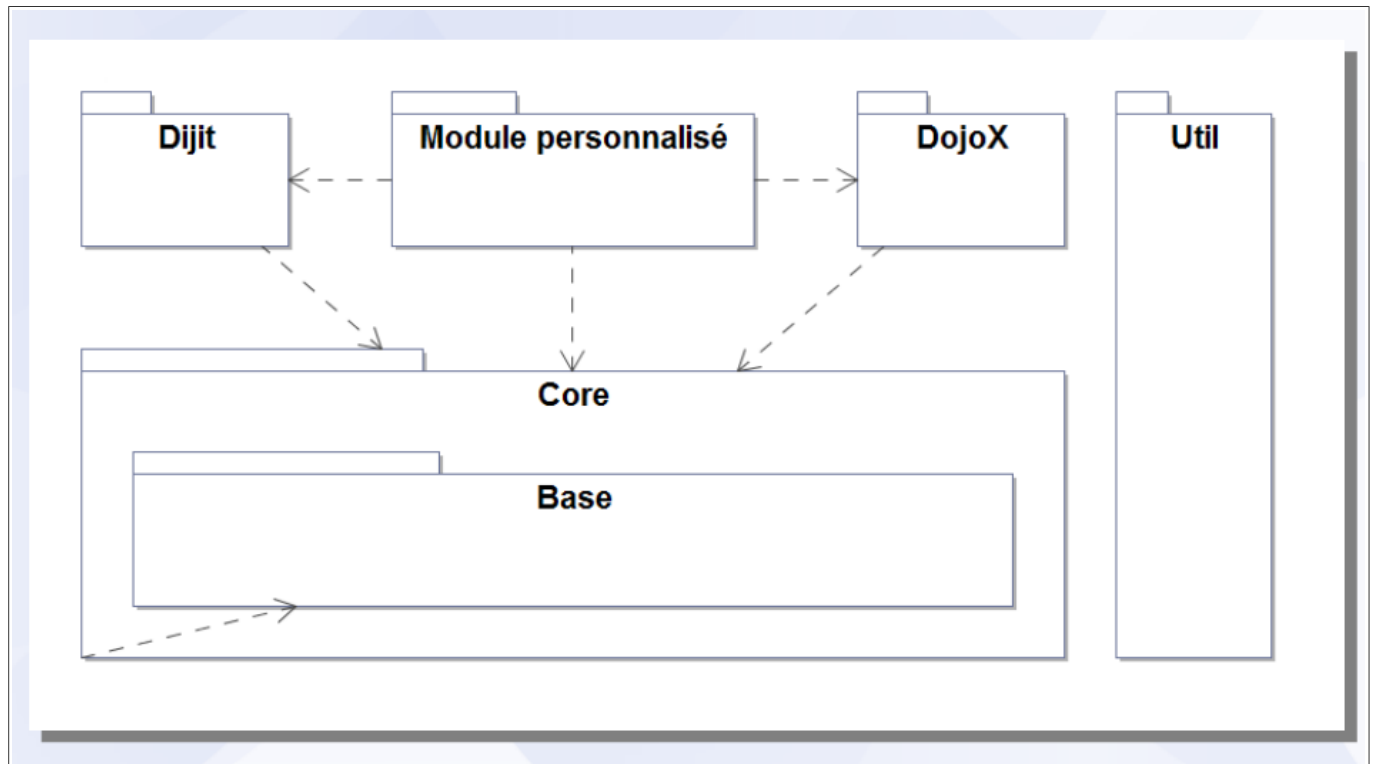 Dijit
Module personnalisé
DojoX
Util
Core
Base